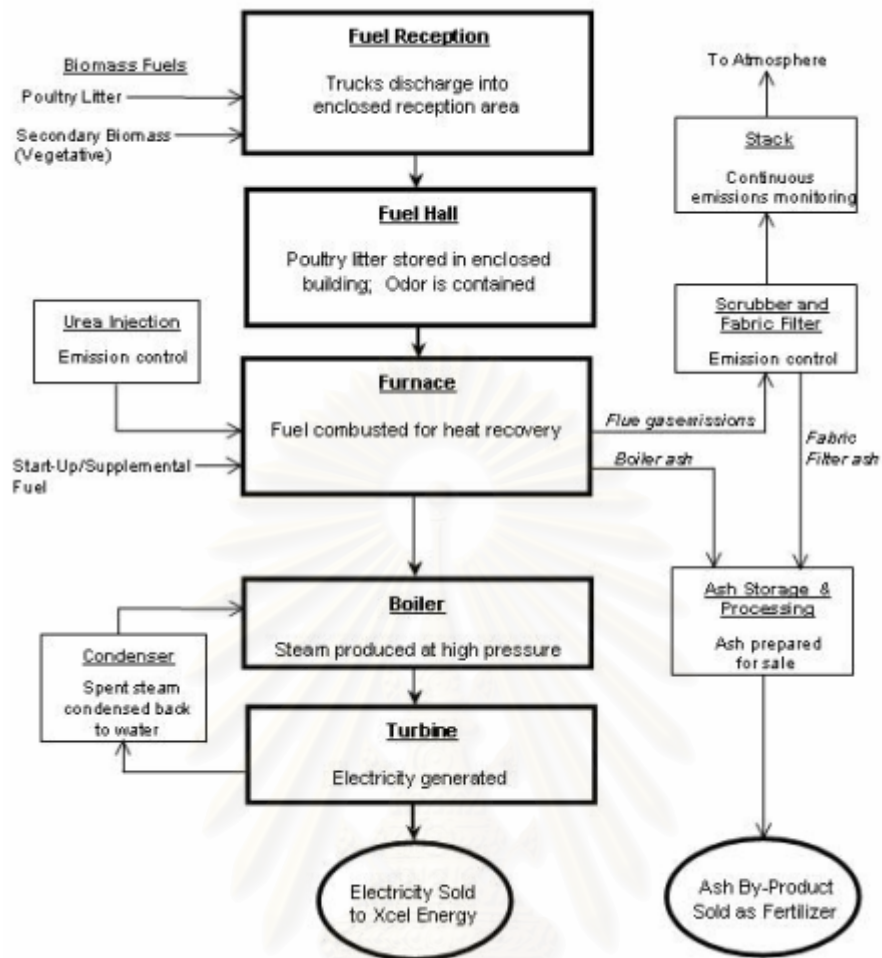 Fuel Reception
Trucks discharge into
enclosed reception area
Biomass Fuels
Poultry Litter
Secondary Biomass
(Vegetative)
Fuel Hall
Poultry litter stored in enclosed
building; Odor is contained
Urea Injection
Emission control
Start-Up/Supplemental
Fuel
Furnace
Fuel combusted for heat recovery
Flue gasemissions
Boiler ash
To Atmosphere
Stack
Continuous
emissions monitoring
Scrubber and
Fabric Filter
Emission control
Fabric
Filter ash
Ash Storage &
Processing
Ash prepared
for sale
Boiler
Steam produced at high pressure
Condenser
Spent steam
condensed back
to water
Turbine
Electricity generated
Electricity Sold
to Xcel Energy
Ash By-Product
Sold as Fertilizer